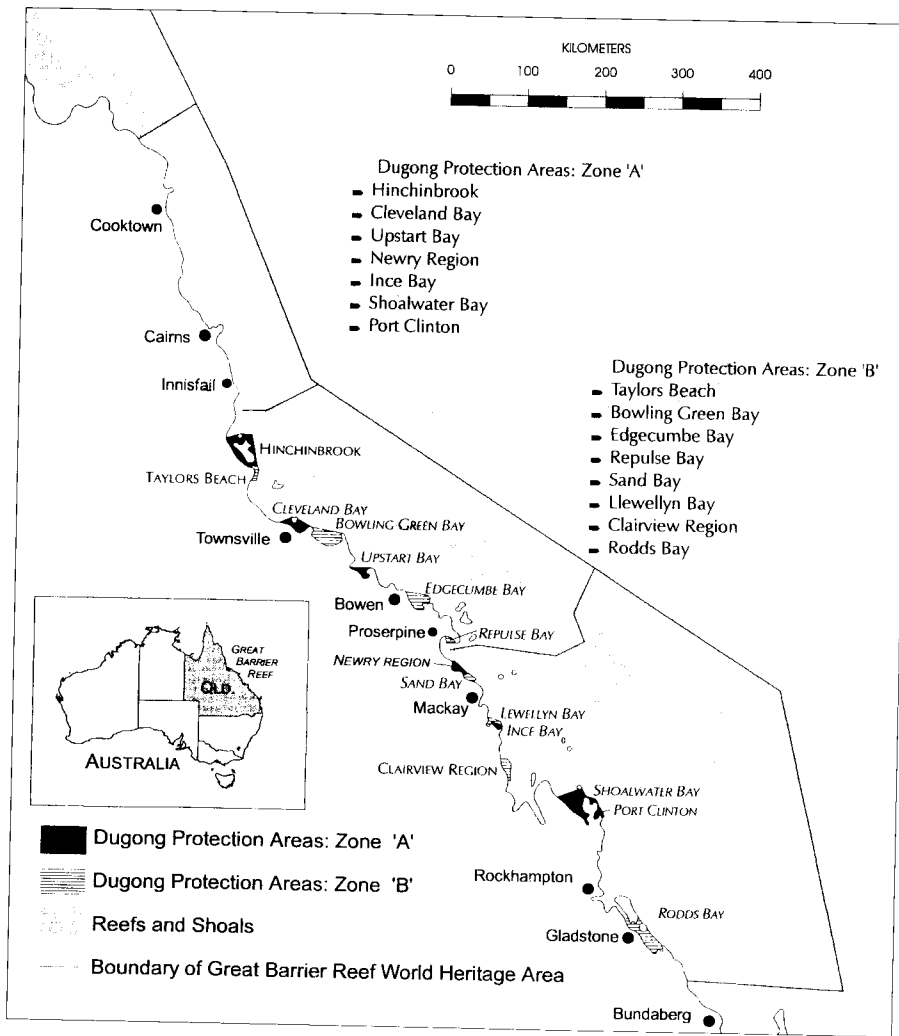 KILOMETERS
0 100 200 300 400
Dugong Protection Areas: Zone 'A'
Hinchinbrook
Cleveland Bay
Upstart Bay
Newry Region
Ince Bay
Shoalwater Bay
Port Clinton
Dugong Protection Areas: Zone 'B'
Taylors Beach
Bowling Green Bay
Edgecumbe Bay
Repulse Bay
Sand Bay
Llewellyn Bay
Clairview Region
Rodds Bay
Cooktown
Cairns
Innisfail
HINCHINBROOK
TAYLORS BEACH
CLEVELAND BAY
BOWLING GREEN BAY
Townsville
UPSTART BAY
EDGECUMBE BAY
Bowen
Proserpine
REPULSE BAY
NEWRY REGION
SAND BAY
Mackay
LEWELLYN BAY
INCE BAY
CLAIRVIEW REGION
SHOALWATER BAY
PORT CLINTON
Rockhampton
RODDS BAY
Gladstone
Bundaberg
GREAT
BARRIER
REEF
QLD.
AUSTRALIA
Dugong Protection Areas: Zone 'A'
Dugong Protection Areas: Zone 'B'
Reefs and Shoals
Boundary of Great Barrier Reef World Heritage Area